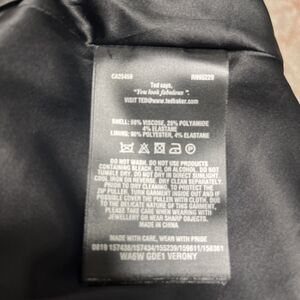 CA25459 RN95229
Ted says,
"You look fabulous".
VISIT TED@www.tedbaker.com
SHELL: 68% VISCOSE, 28% POLYAMIDE
4% ELASTANE
LINING: 96% POLYESTER, 4% ELASTANE
DO NOT WASH. DO NOT USE PRODUCTS
CONTAINING BLEACH, OIL OR ALCOHOL. DO NOT
TUMBLE DRY. DO NOT DRY IN DIRECT SUNLIGHT.
COOL IRON ON REVERSE. DRY CLEAN SEPARATELY.
PRIOR TO DRY CLEANING, TO PROTECT THE
ZIP PULLER, TURN GARMENT INSIDE OUT AND IF
POSSIBLE COVER THE PULLER WITH CLOTH. DUE
TO THE DELICATE NATURE OF THIS GARMENT,
PLEASE TAKE CARE WHEN WEARING WITH
JEWELLERY OR NEAR SHARP OBJECTS.
MADE WITH CARE, WEAR WITH PRIDE
WA6W GDE1 VERONY